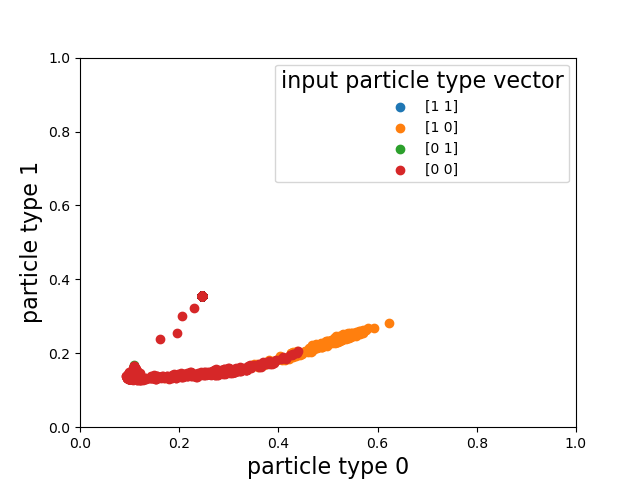 input particle type vector
[1 1]
[1 0]
[0 1]
[0 0]
particle type 1
1.0
0.8
0.6
0.4
0.2
0.0
0.0 0.2 0.4 0.6 0.8 1.0
particle type 0